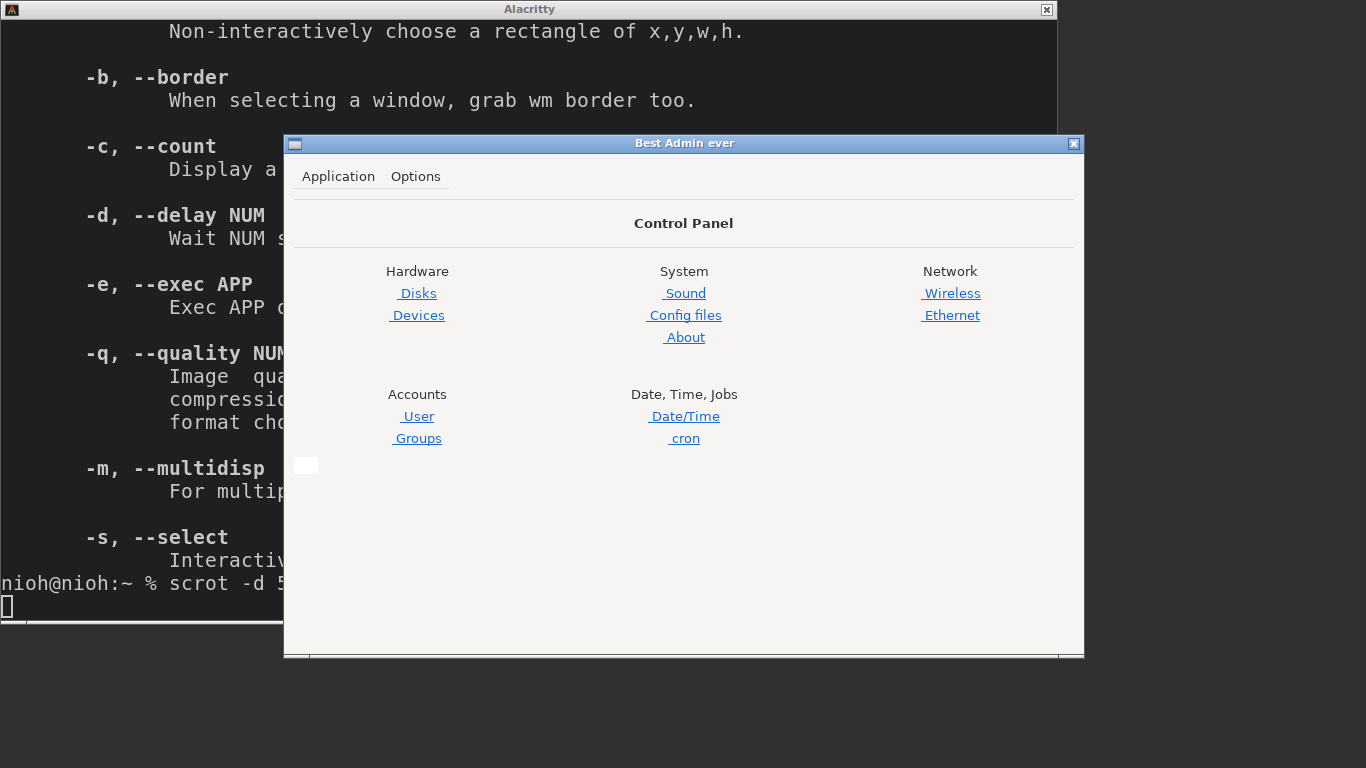 Alacritty
Non-interactively choose a rectangle of x,y,w,h.
-b, --border
When selecting a window, grab wm border too.
-c, --count
Display a
-d, --delay NUM
Wait NUM
-e, --exec APP
Exec APP
-q, --quality NUM
Image qua
compressio
format cho
-m, --multidisp
For multip
-s, --select
Interactiv
nioh@nioh:~ % scrot -d 5
Best Admin ever
Application Options
Control Panel
Hardware System Network
Disks Sound Wireless
Devices Config files Ethernet
About
Accounts Date, Time, Jobs
User Date/Time
Groups cron